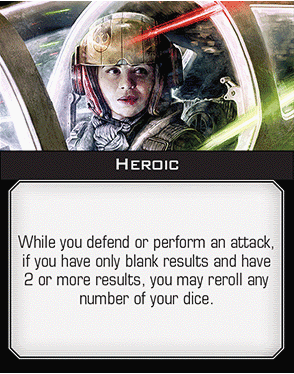 Heroic
While you defend or perform an attack,
if you have only blank results and have
2 or more results, you may reroll any
number of your dice.